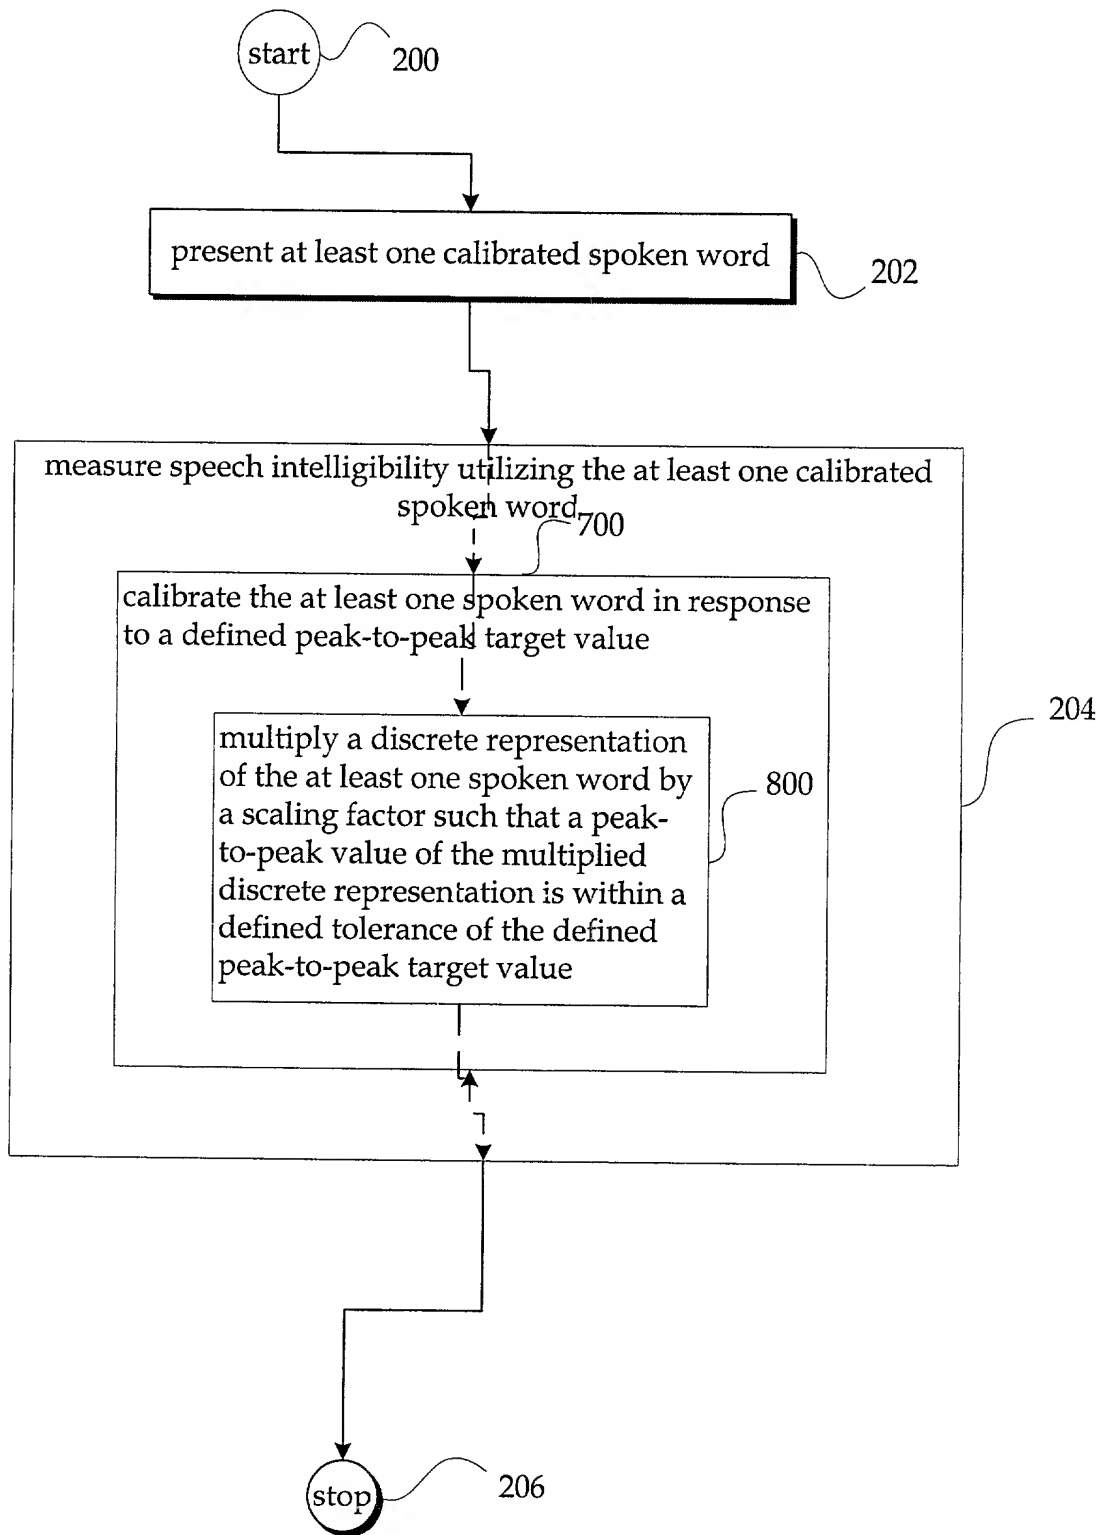 start
200
present at least one calibrated spoken word
202
measure speech intelligibility utilizing the at least one calibrated
spoken word
700
calibrate the at least one spoken word in response
to a defined peak-to-peak target value
204
multiply a discrete representation
of the at least one spoken word by
a scaling factor such that a peak-
to-peak value of the multiplied
discrete representation is within a
defined tolerance of the defined
peak-to-peak target value
800
stop
206